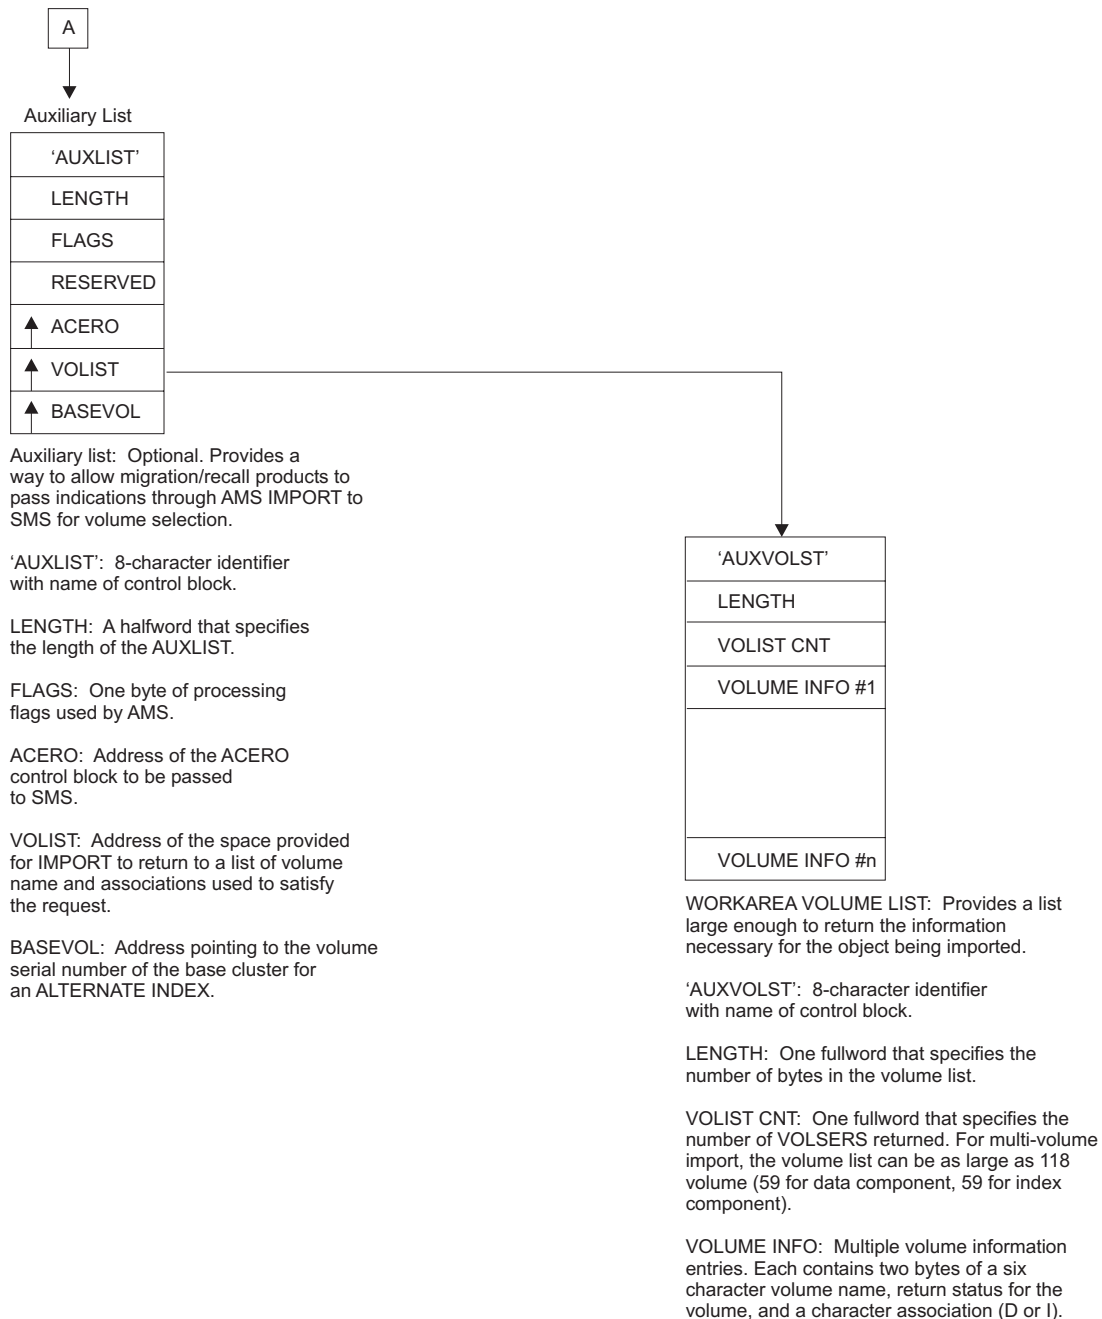 A
Auxiliary List
‘AUXLIST’
LENGTH
FLAGS
RESERVED
ACERO
VOLIST
BASEVOL
Auxiliary list: Optional. Provides a
way to allow migration/recall products to
pass indications through AMS IMPORT to
SMS for volume selection.
‘AUXLIST’: 8-character identifier
with name of control block.
LENGTH: A halfword that specifies
the length of the AUXLIST.
FLAGS: One byte of processing
flags used by AMS.
ACERO: Address of the ACERO
control block to be passed
to SMS.
VOLIST: Address of the space provided
for IMPORT to return to a list of volume
name and associations used to satisfy
the request.
BASEVOL: Address pointing to the volume
serial number of the base cluster for
an ALTERNATE INDEX.
‘AUXVOLST’
LENGTH
VOLIST CNT
VOLUME INFO #1
VOLUME INFO #n
WORKAREA VOLUME LIST: Provides a list
large enough to return the information
necessary for the object being imported.
‘AUXVOLST’: 8-character identifier
with name of control block.
LENGTH: One fullword that specifies the
number of bytes in the volume list.
VOLIST CNT: One fullword that specifies the
number of VOLSERS returned. For multi-volume
import, the volume list can be as large as 118
volume (59 for data component, 59 for index
component).
VOLUME INFO: Multiple volume information
entries. Each contains two bytes of a six
character volume name, return status for the
volume, and a character association (D or I).